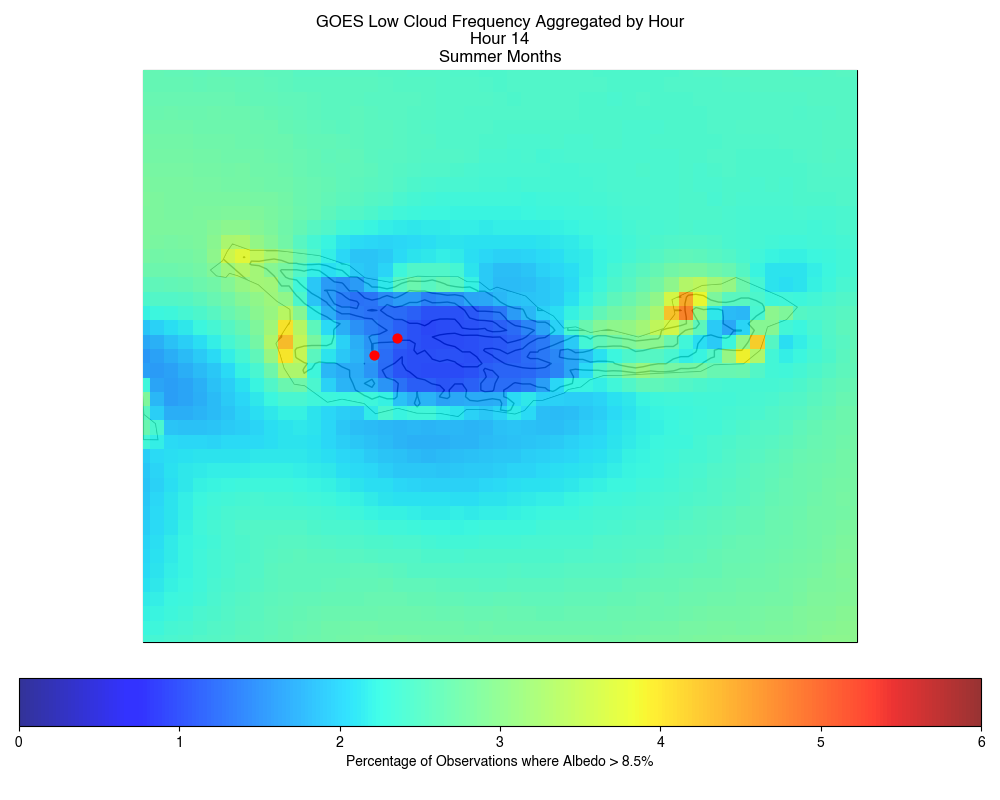 GOES Low Cloud Frequency Aggregated by Hour
Hour 14
Summer Months
0 1 2 3 4 5 6
Percentage of Observations where Albedo > 8.5%